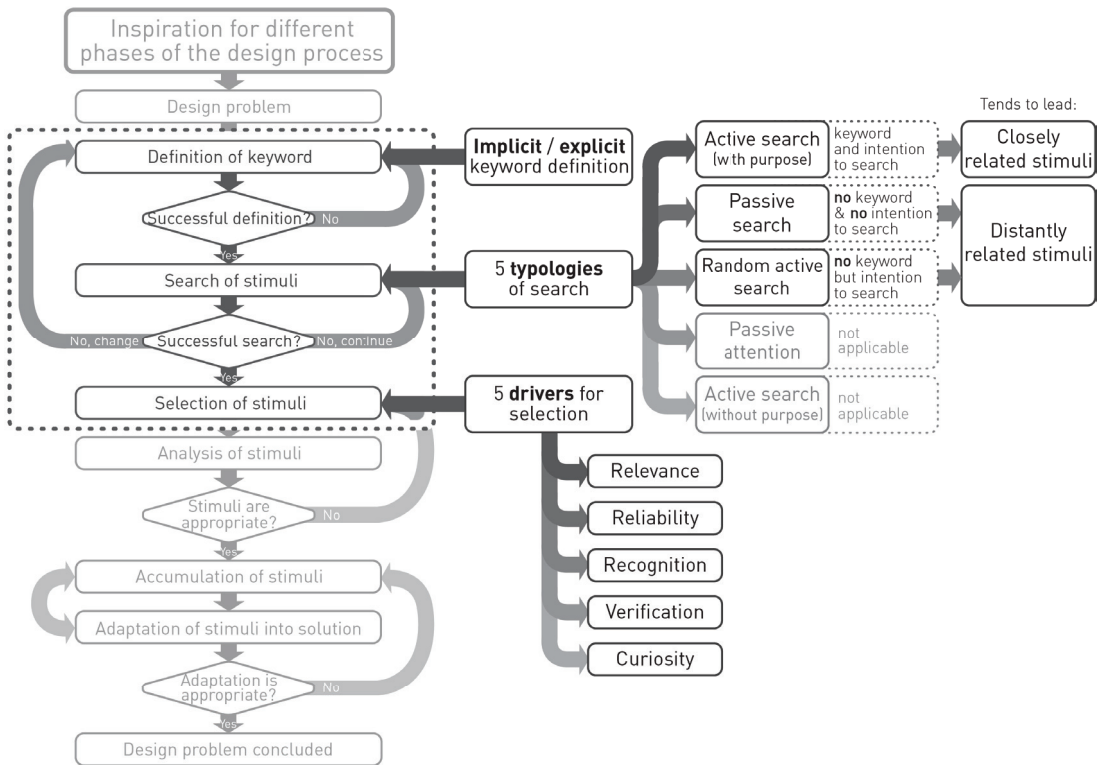 Inspiration for different
phases of the design process
Design problem
Definition of keyword
Successful definition?
No
Yes
Search of stimuli
No, change
Successful search?
No, continue
Yes
Selection of stimuli
Analysis of stimuli
Stimuli are
appropriate?
No
Yes
Accumulation of stimuli
Adaptation of stimuli into solution
Adaptation is
appropriate?
No
Yes
Design problem concluded
Implicit / explicit
keyword definition
5 typologies
of search
5 drivers for
selection
Relevance
Reliability
Recognition
Verification
Curiosity
Active search
(with purpose)
keyword
and intention
to search
Passive
search
no keyword
& no intention
to search
Random active
search
no keyword
but intention
to search
Passive
attention
not
applicable
Active search
(without purpose)
not
applicable
Tends to lead:
Closely
related stimuli
Distantly
related stimuli